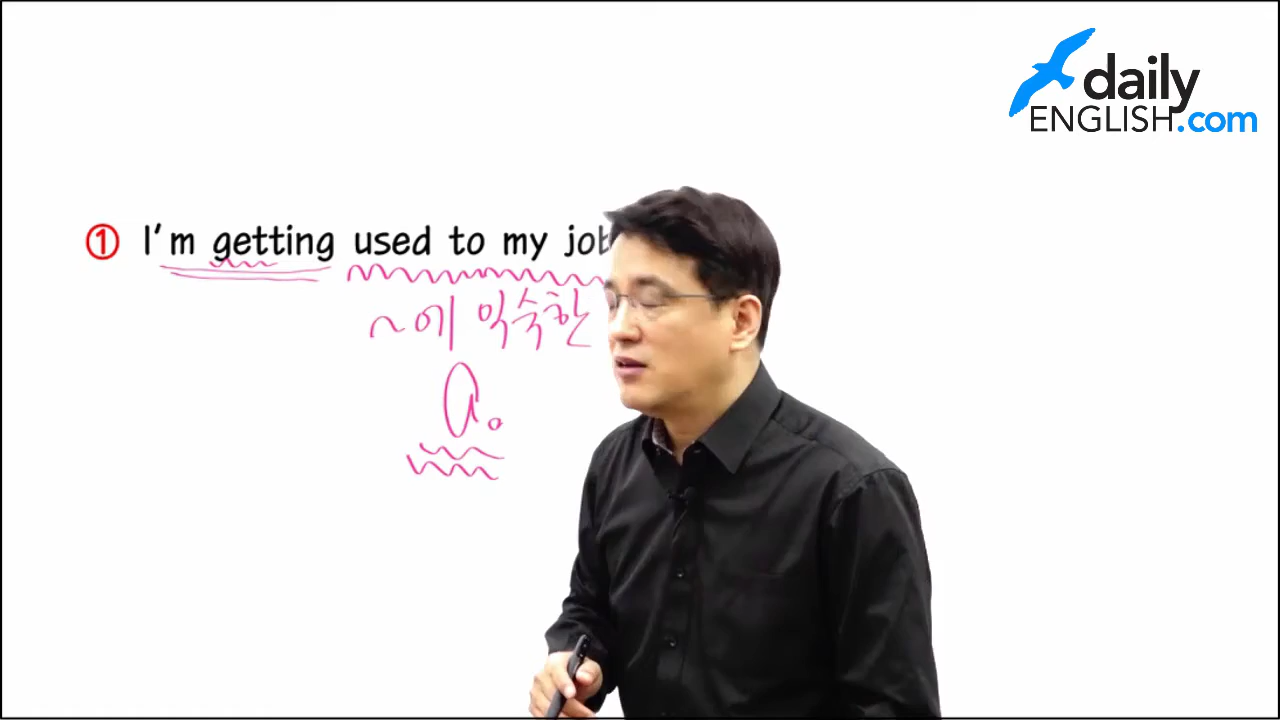 daily
ENGLISH.com
① I'm getting used to my job
~에 익숙한
a.